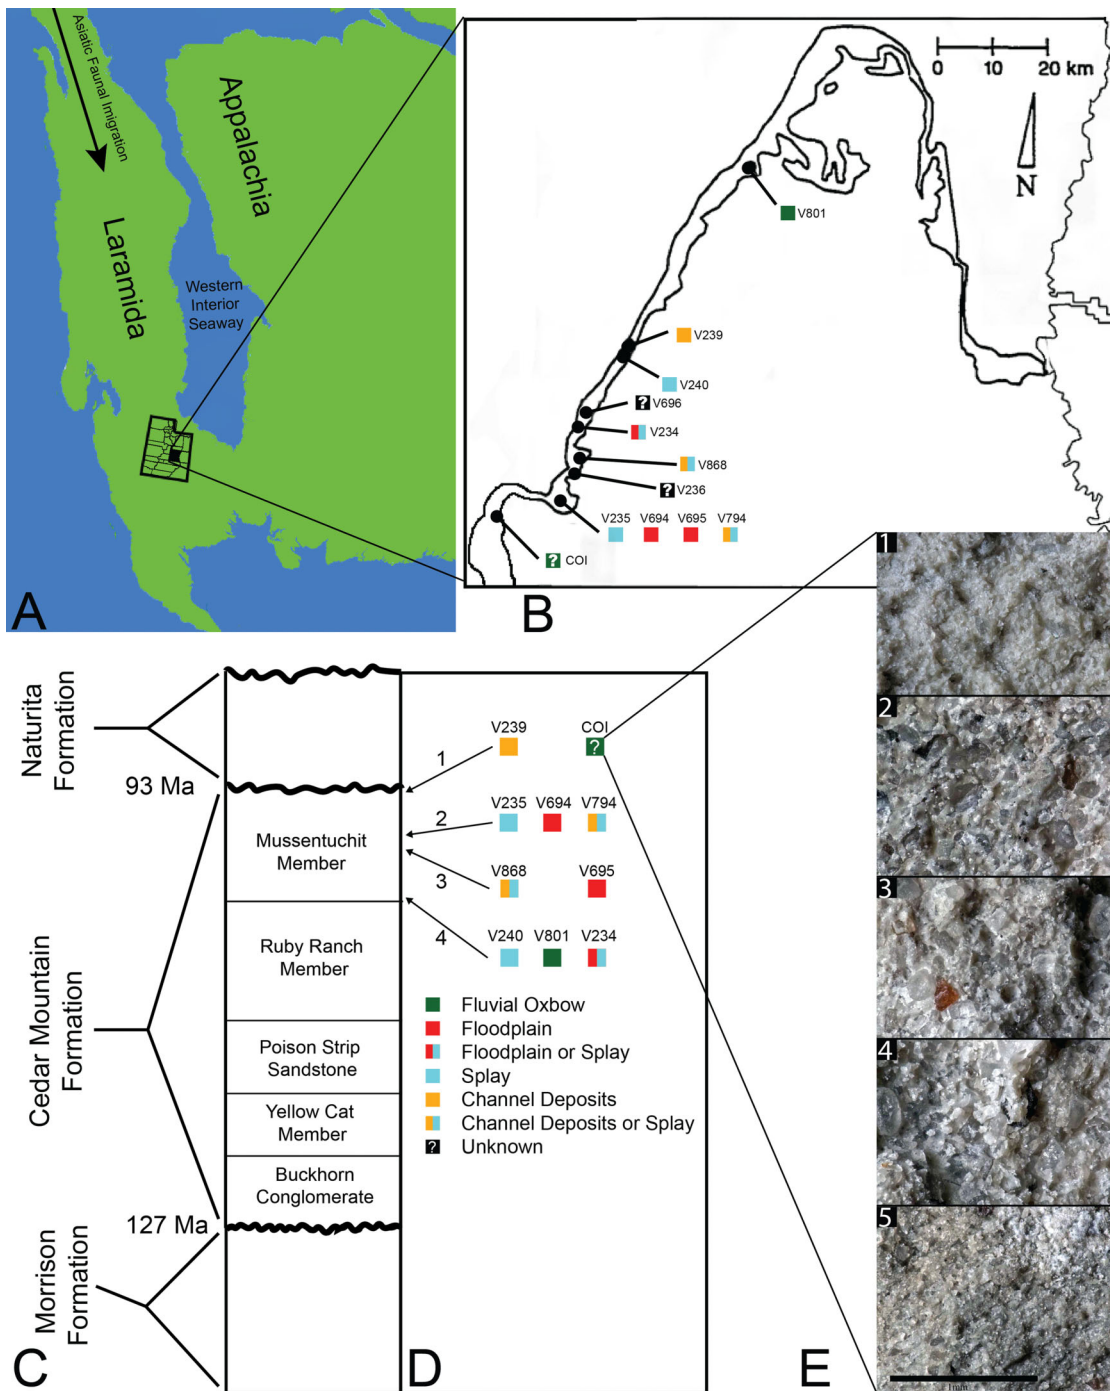 Asiatic Faunal Imigration
Laramida
Appalachia
Western
Interior
Seaway
A
0 10 20 km
N
V801
V239
V240
? V696
V234
V868
? V236
V235 V694 V695 V794
? COI
B
Naturita
Formation
93 Ma
Cedar Mountain
Formation
127 Ma
Morrison
Formation
C
Mussentuchit
Member
Ruby Ranch
Member
Poison Strip
Sandstone
Yellow Cat
Member
Buckhorn
Conglomerate
V239 COI
1 ?
V235 V694 V794
2
V868 V695
3
V240 V801 V234
4
Fluvial Oxbow
Floodplain
Floodplain or Splay
Splay
Channel Deposits
Channel Deposits or Splay
? Unknown
D
1
2
3
4
5
1mm
E